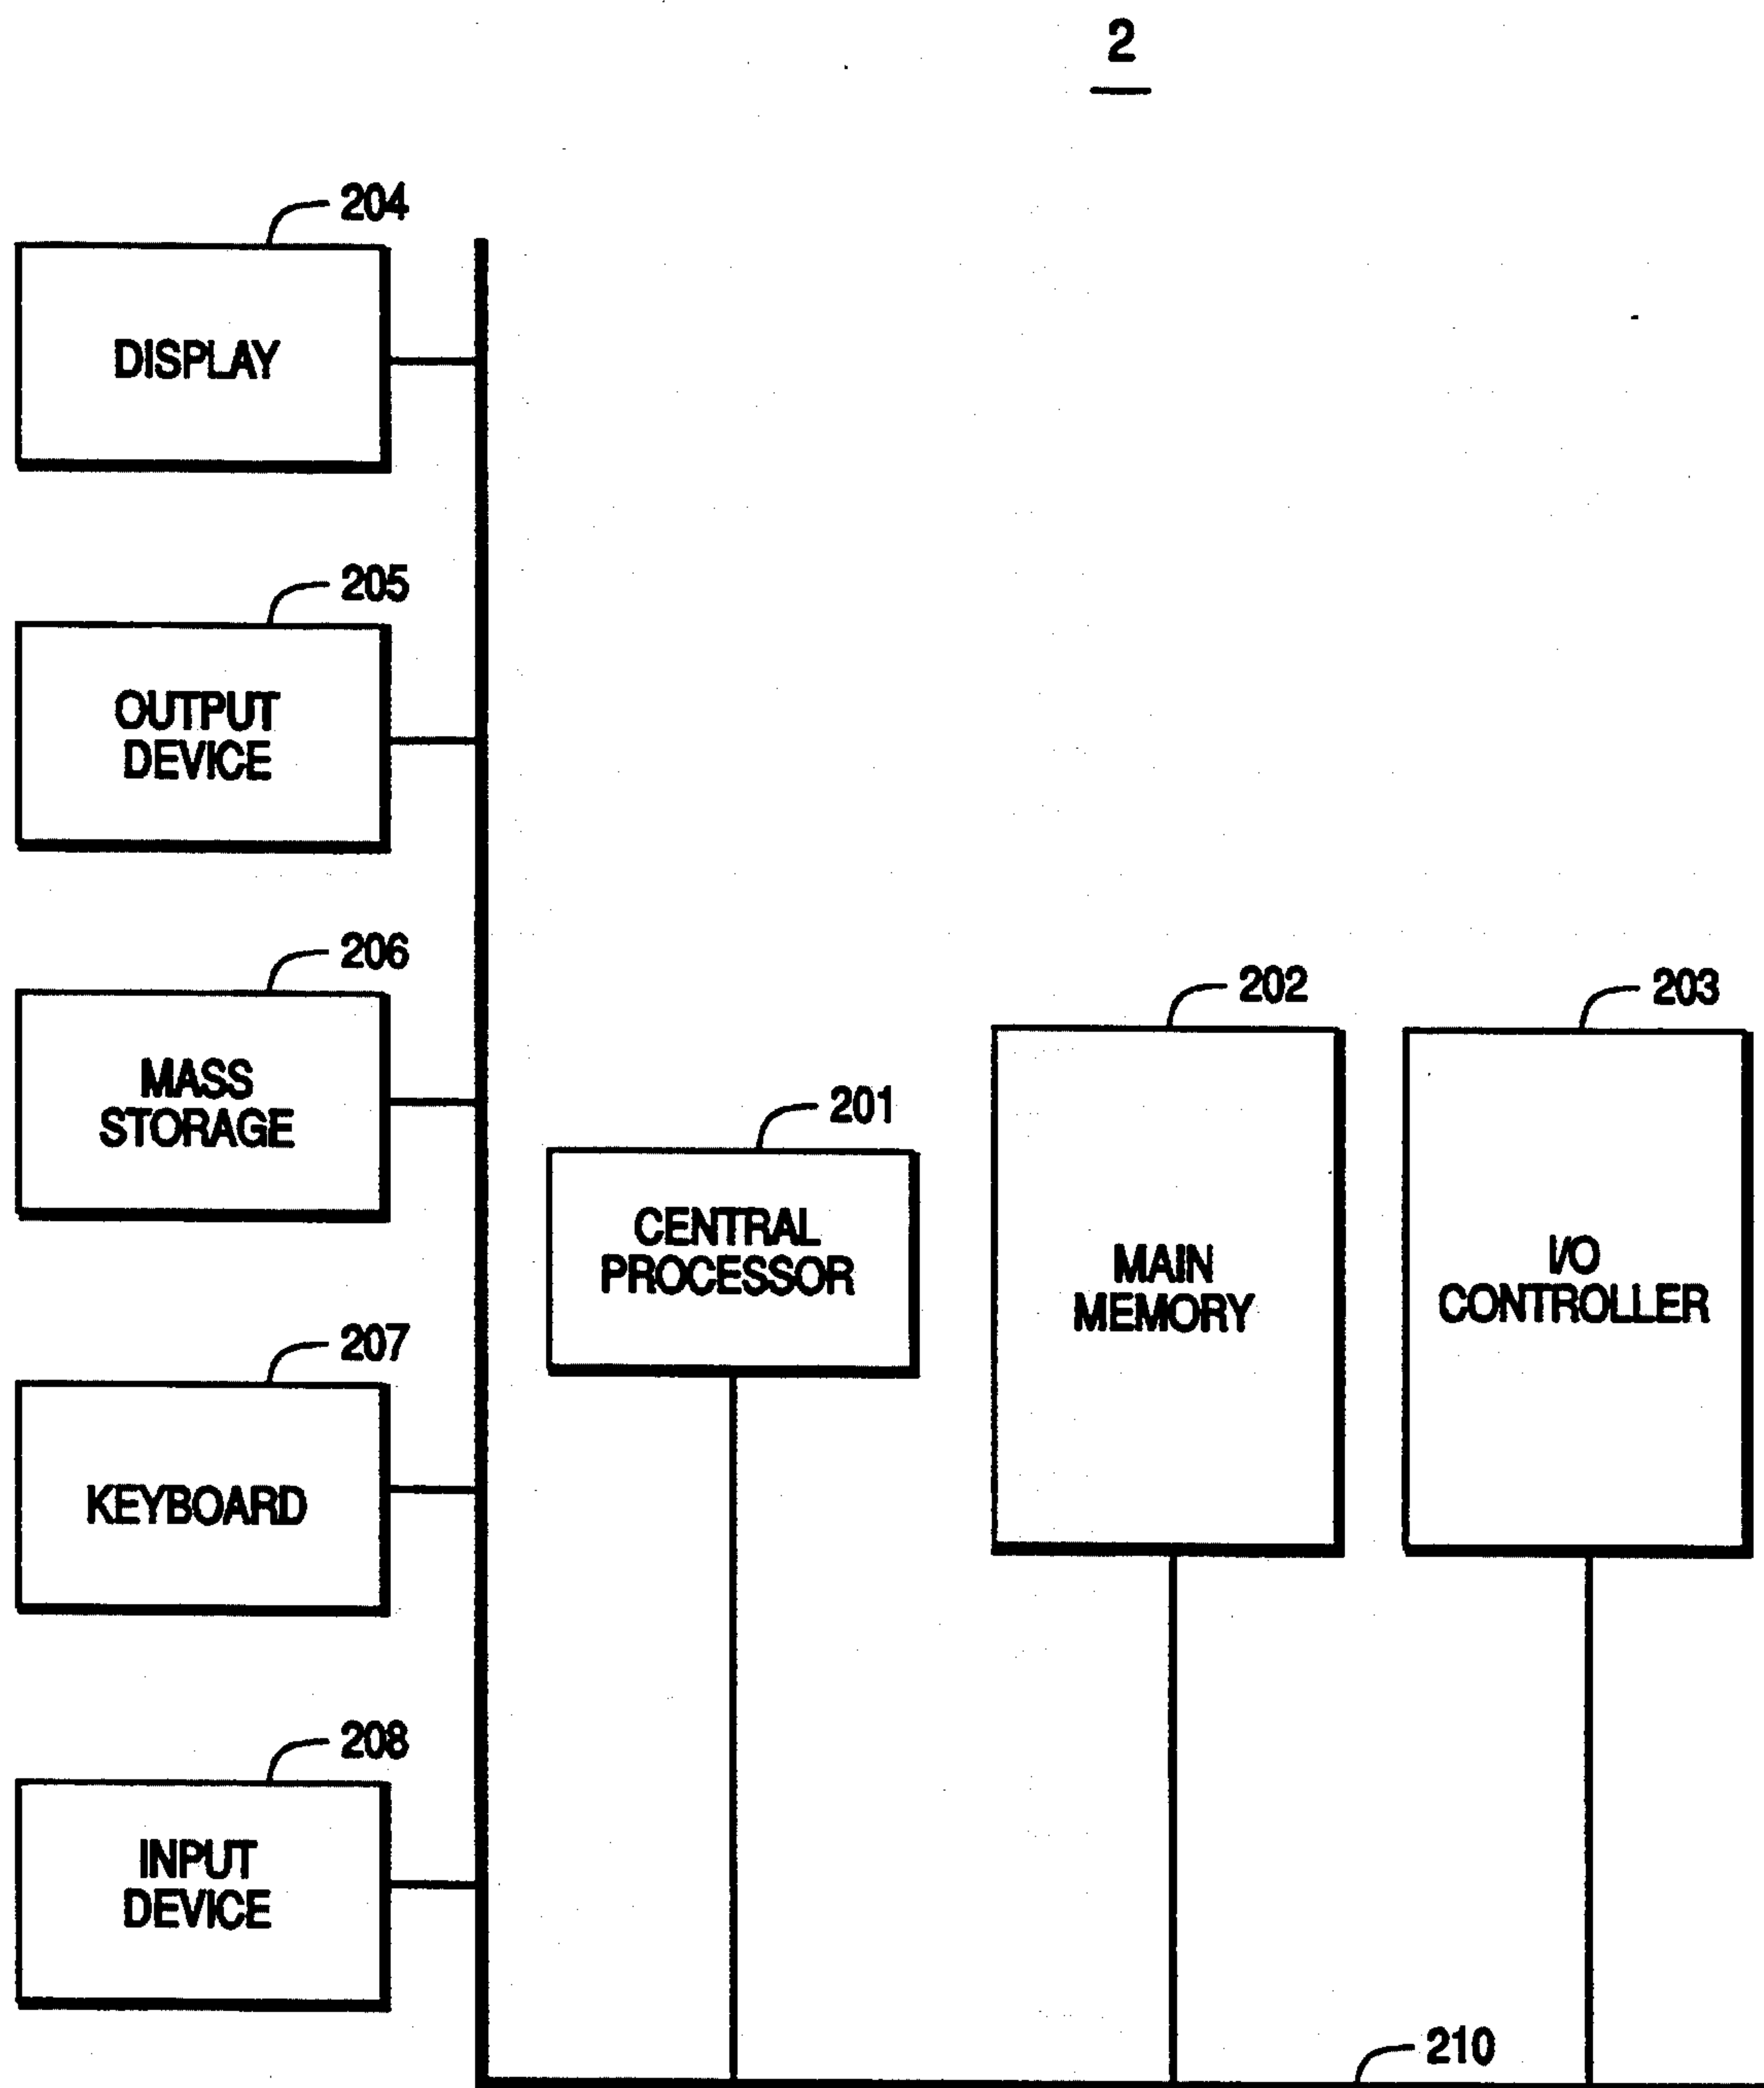 2
204
DISPLAY
205
OUTPUT
DEVICE
206
MASS
STORAGE
202
203
201
CENTRAL
PROCESSOR
MAIN
MEMORY
I/O
CONTROLLER
207
KEYBOARD
208
INPUT
DEVICE
210